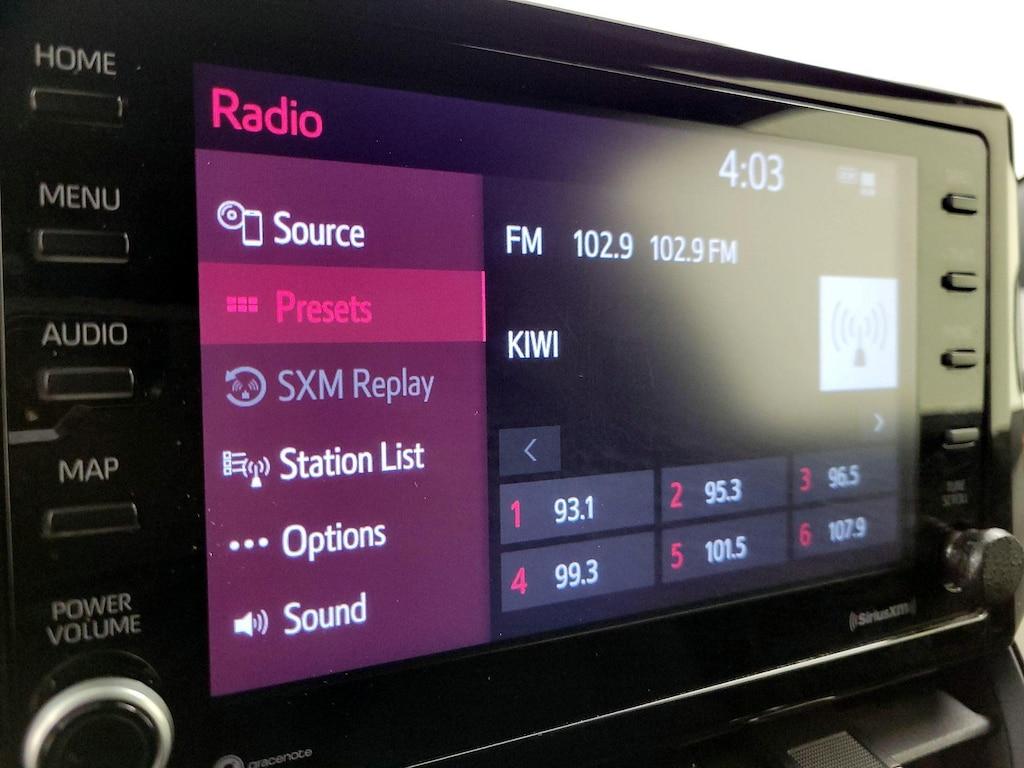 HOME
MENU
AUDIO
MAP
POWER
VOLUME
Radio
4:03
Source
Presets
SXM Replay
Station List
Options
Sound
FM 102.9 102.9 FM
KIWI
<
>
1 93.1 2 95.3 3 96.5
4 99.3 5 101.5 6 107.9
TUNE
SCROLL
SiriusXM
gracenote